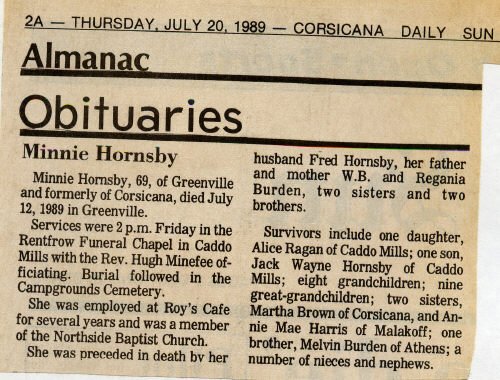 2A — THURSDAY, JULY 20, 1989 — CORSICANA DAILY SUN
Almanac
Obituaries
Minnie Hornsby
Minnie Hornsby, 69, of Greenville
and formerly of Corsicana, died July
12, 1989 in Greenville.
Services were 2 p.m. Friday in the
Rentfrow Funeral Chapel in Caddo
Mills with the Rev. Hugh Minefee of-
ficiating. Burial followed in the
Campgrounds Cemetery.
She was employed at Roy's Cafe
for several years and was a member
of the Northside Baptist Church.
She was preceded in death by her
husband Fred Hornsby, her father
and mother W.B. and Regania
Burden, two sisters and two
brothers.
Survivors include one daughter,
Alice Ragan of Caddo Mills; one son,
Jack Wayne Hornsby of Caddo
Mills; eight grandchildren; nine
great-grandchildren; two sisters,
Martha Brown of Corsicana, and An-
nie Mae Harris of Malakoff; one
brother, Melvin Burden of Athens; a
number of nieces and nephews.